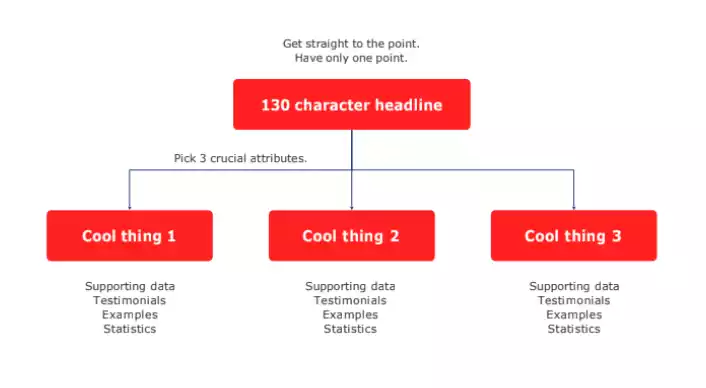 Get straight to the point.
Have only one point.
130 character headline
Pick 3 crucial attributes.
Cool thing 1
Cool thing 2
Cool thing 3
Supporting data
Testimonials
Examples
Statistics
Supporting data
Testimonials
Examples
Statistics
Supporting data
Testimonials
Examples
Statistics